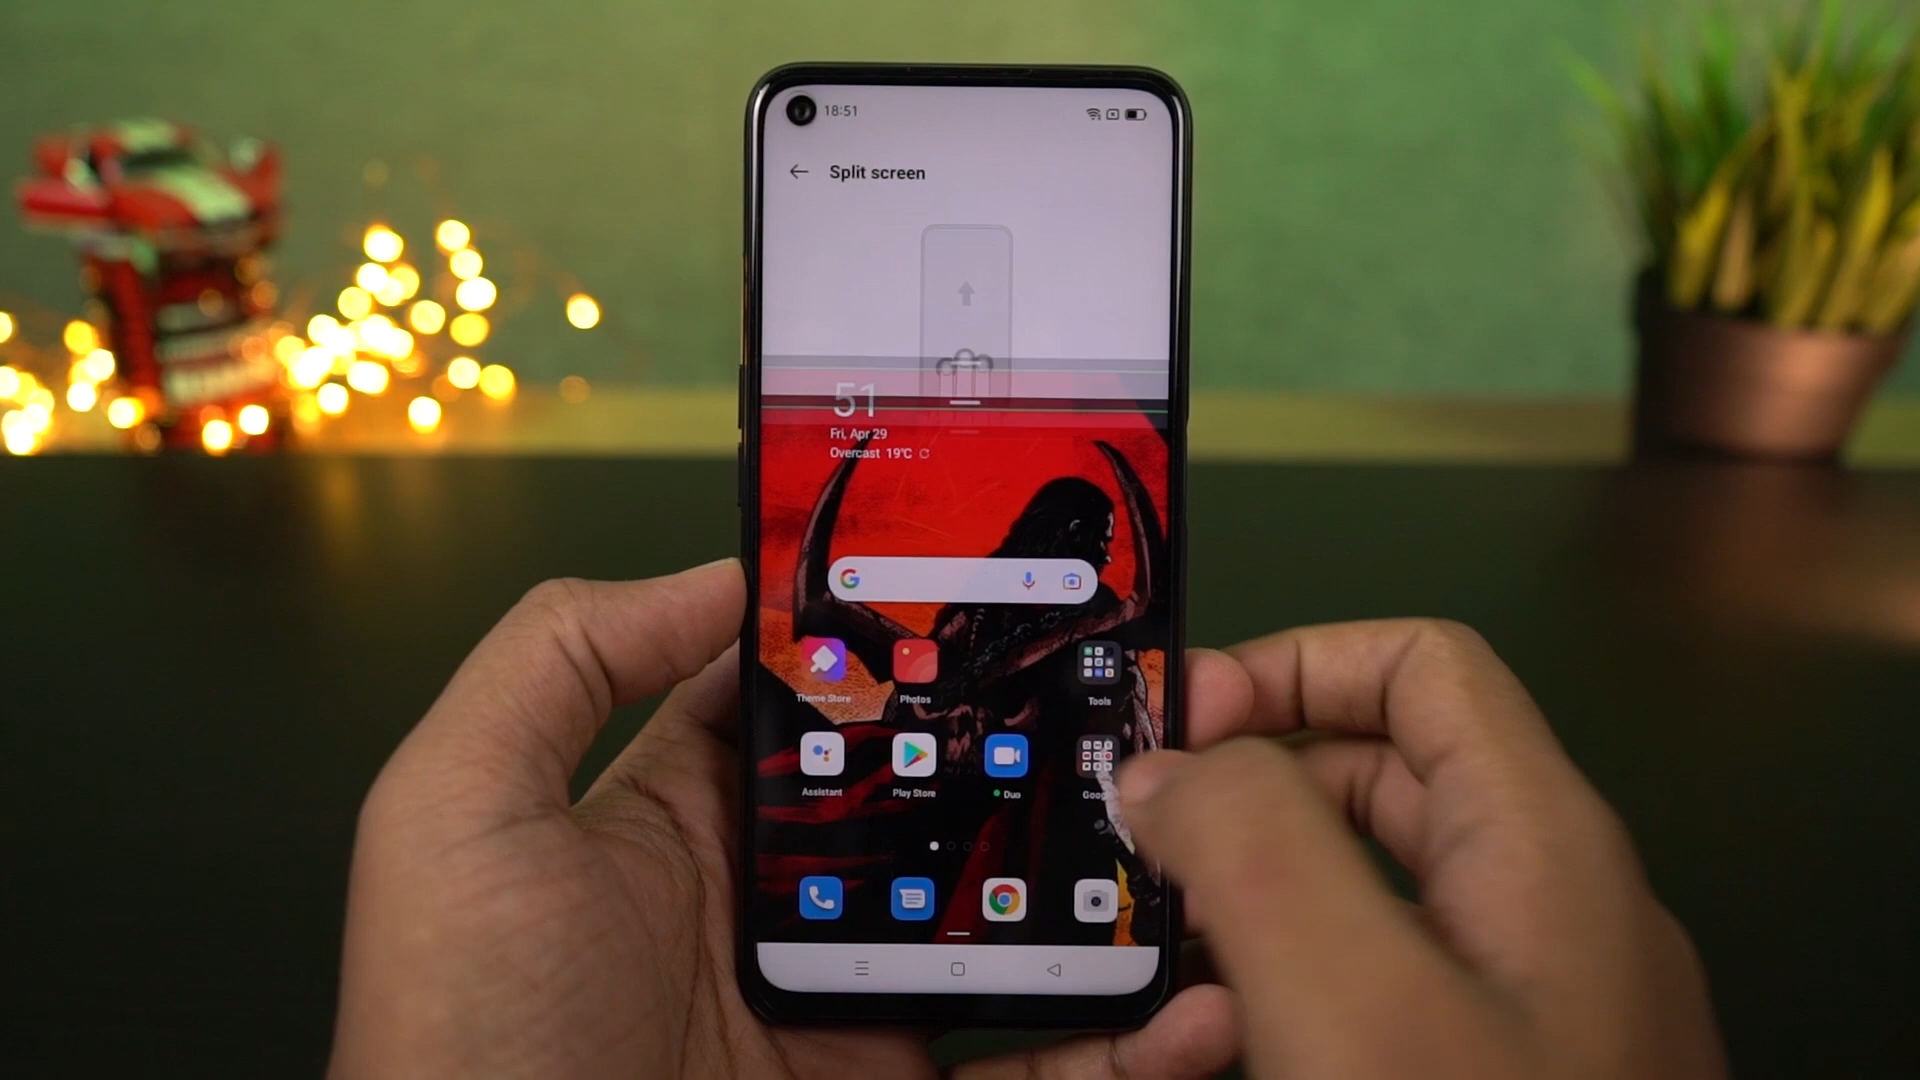 18:51
Split screen
51
Fri, Apr 29
Overcast 19°C
Theme Store
Photos
Tools
Assistant
Play Store
Duo